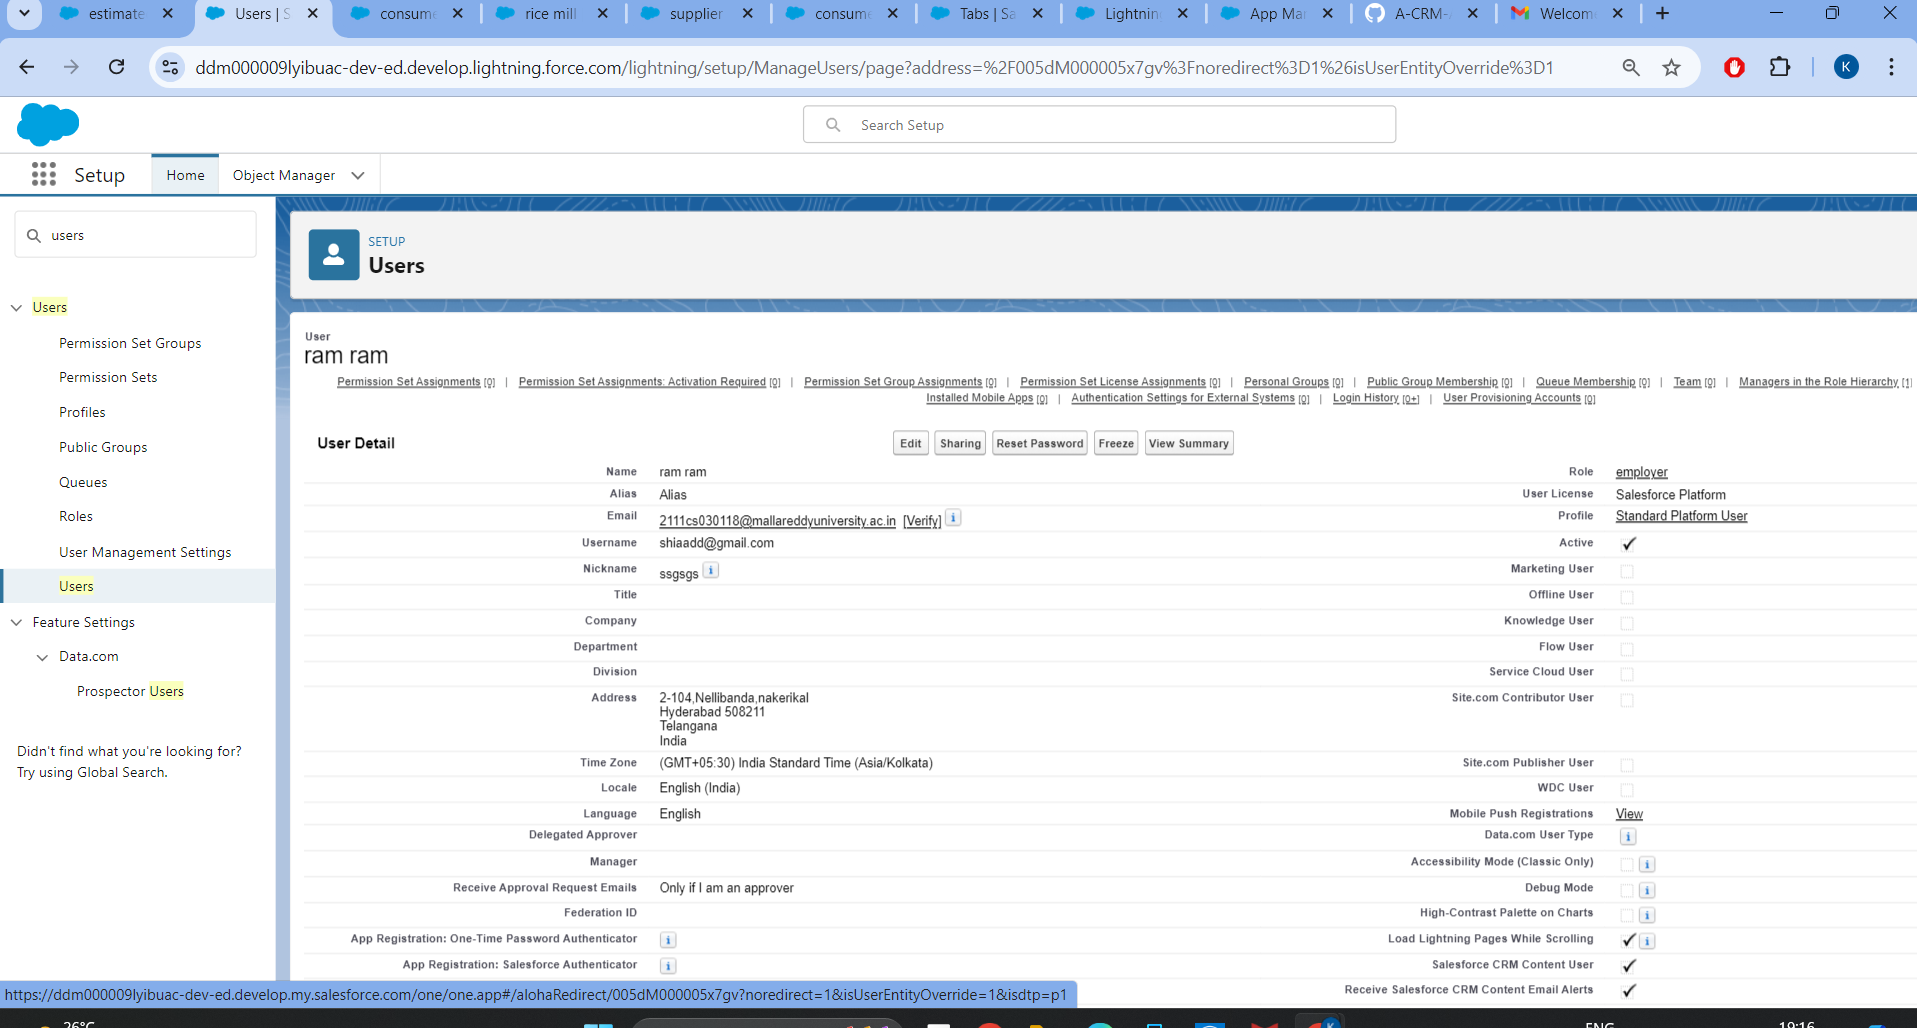 estimate
Users | S
consume
rice mill
supplier
consume
Tabs | Sa
Lightnin
App Ma
A-CRM-
Welcom
ddm000009lyibuac-dev-ed.develop.lightning.force.com/lightning/setup/ManageUsers/page?address=%2F005dM000005x7gv%3Fnoredirect%3D1%26isUserEntityOverride%3D1
K
Search Setup
Setup
Home
Object Manager
users
Users
Permission Set Groups
Permission Sets
Profiles
Public Groups
Queues
Roles
User Management Settings
Users
Feature Settings
Data.com
Prospector Users
Didn't find what you're looking for?
Try using Global Search.
SETUP
Users
User
ram ram
Permission Set Assignments [0] | Permission Set Assignments: Activation Required [0] | Permission Set Group Assignments [0] | Permission Set License Assignments [0] | Personal Groups [0] | Public Group Membership [0] | Queue Membership [0] | Team [0] | Managers in the Role Hierarchy [1]
Installed Mobile Apps [0] | Authentication Settings for External Systems [0] | Login History [0+] | User Provisioning Accounts [0]
User Detail
Edit Sharing Reset Password Freeze View Summary
Name ram ram Role employer
Alias Alias User License Salesforce Platform
Email 2111cs030118@mallareddyuniversity.ac.in [Verify] i Profile Standard Platform User
Username shiaadd@gmail.com Active
Nickname ssgsgs i Marketing User
Title Offline User
Company Knowledge User
Department Flow User
Division Service Cloud User
Address 2-104,Nellibanda,nakerikal Site.com Contributor User
Hyderabad 508211
Telangana
India
Time Zone (GMT+05:30) India Standard Time (Asia/Kolkata) Site.com Publisher User
Locale English (India) WDC User
Language English Mobile Push Registrations View
Delegated Approver Data.com User Type i
Manager Accessibility Mode (Classic Only) i
Receive Approval Request Emails Only if I am an approver Debug Mode i
Federation ID High-Contrast Palette on Charts i
App Registration: One-Time Password Authenticator i Load Lightning Pages While Scrolling i
App Registration: Salesforce Authenticator i Salesforce CRM Content User
Receive Salesforce CRM Content Email Alerts
https://ddm000009lyibuac-dev-ed.develop.my.salesforce.com/one/one.app#/alohaRedirect/005dM000005x7gv?noredirect=1&isUserEntityOverride=1&isdtp=p1
26°C
K
ENG
19:16